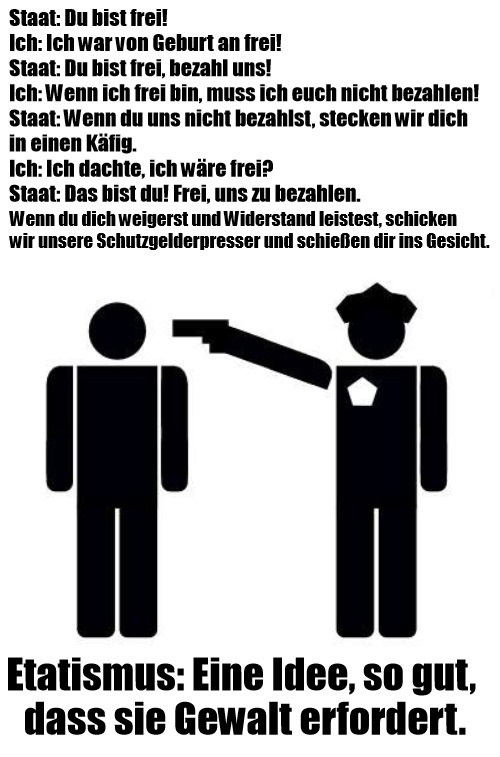 Staat: Du bist frei!
Ich: Ich war von Geburt an frei!
Staat: Du bist frei, bezahl uns!
Ich: Wenn ich frei bin, muss ich euch nicht bezahlen!
Staat: Wenn du uns nicht bezahlst, stecken wir dich
in einen Käfig.
Ich: Ich dachte, ich wäre frei?
Staat: Das bist du! Frei, uns zu bezahlen.
Wenn du dich weigerst und Widerstand leistest, schicken
wir unsere Schutzgelderpresser und schießen dir ins Gesicht.
Etatismus: Eine Idee, so gut,
dass sie Gewalt erfordert.